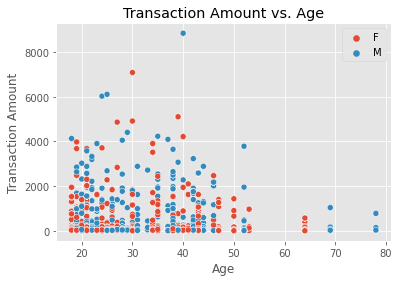 Transaction Amount vs. Age
F
M
Transaction Amount
8000
6000
4000
2000
0
20 30 40 50 60 70 80
Age